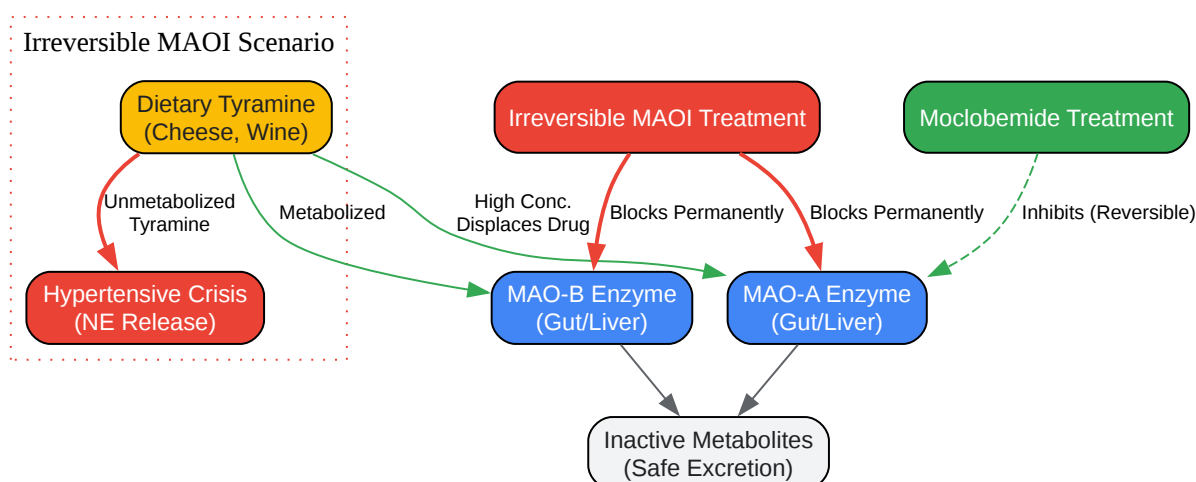 Irreversible MAOI Scenario
Dietary Tyramine
(Cheese, Wine)
Irreversible MAOI Treatment
Moclobemide Treatment
Unmetabolized
Tyramine
Metabolized
High Conc.
Displaces Drug
Blocks Permanently
Blocks Permanently
Inhibits (Reversible)
Hypertensive Crisis
(NE Release)
MAO-B Enzyme
(Gut/Liver)
MAO-A Enzyme
(Gut/Liver)
Inactive Metabolites
(Safe Excretion)